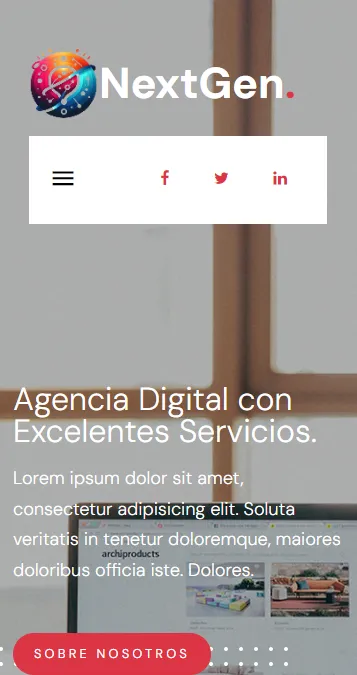 NextGen.
Agencia Digital con
Excelentes Servicios.
Lorem ipsum dolor sit amet,
consectetur adipisicing elit. Soluta
veritatis in tenetur doloremque, maiores
doloribus officia iste. Dolores.
archiproducts
SOBRE NOSOTROS